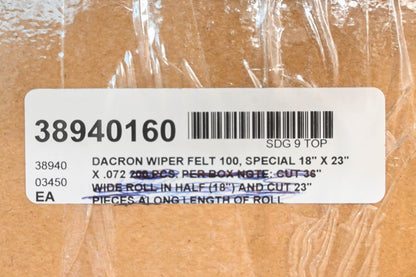 38940160
SDG 9 TOP
38940
03450
EA
DACRON WIPER FELT 100, SPECIAL 18" X 23"
X .072 200 PCS. PER BOX NOTE: CUT 36"
WIDE ROLL IN HALF (18") AND CUT 23"
PIECES ALONG LENGTH OF ROLL